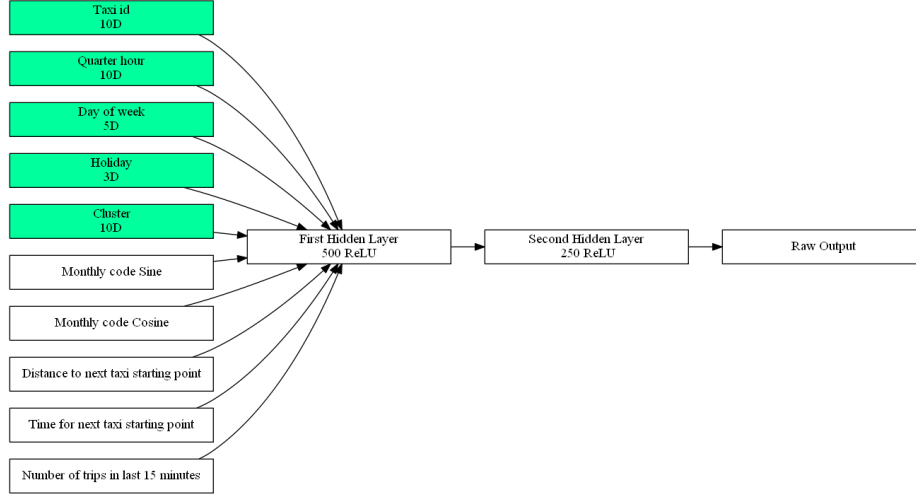 Taxi id
10D
Quarter hour
10D
Day of week
5D
Holiday
3D
Cluster
10D
Monthly code Sine
Monthly code Cosine
Distance to next taxi starting point
Time for next taxi starting point
Number of trips in last 15 minutes
First Hidden Layer
500 ReLU
Second Hidden Layer
250 ReLU
Raw Output